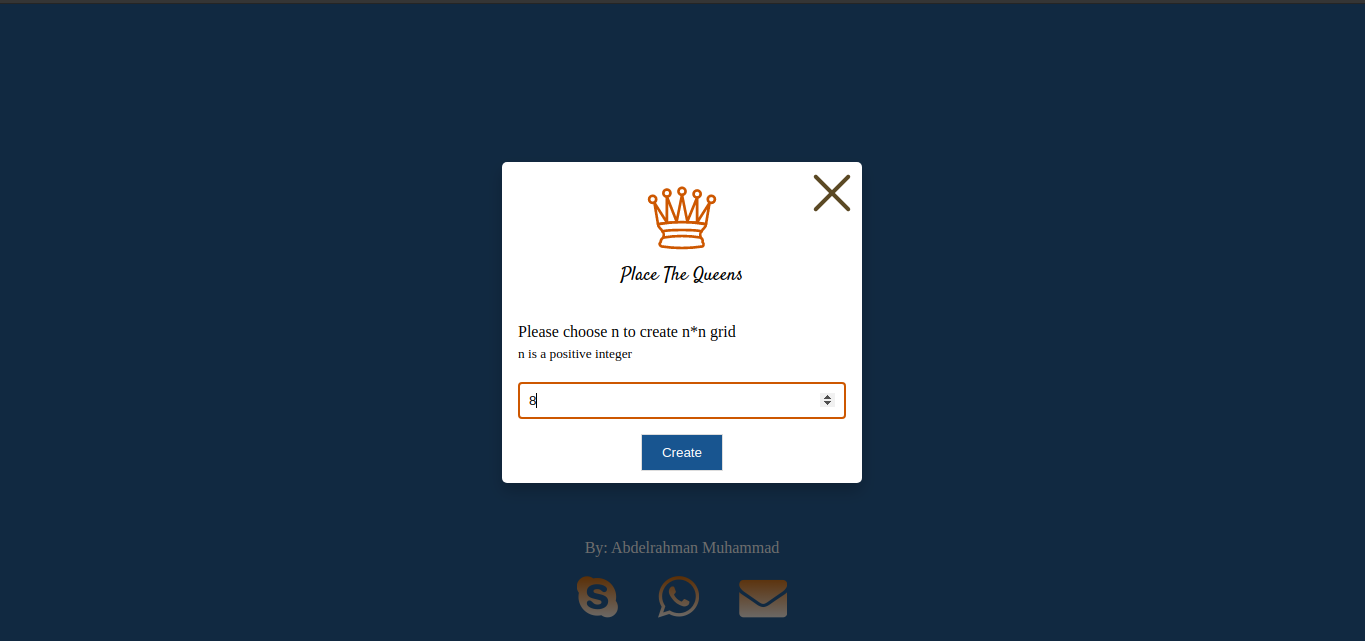 Place The Queens
Please choose n to create n*n grid
n is a positive integer
8
Create
By: Abdelrahman Muhammad